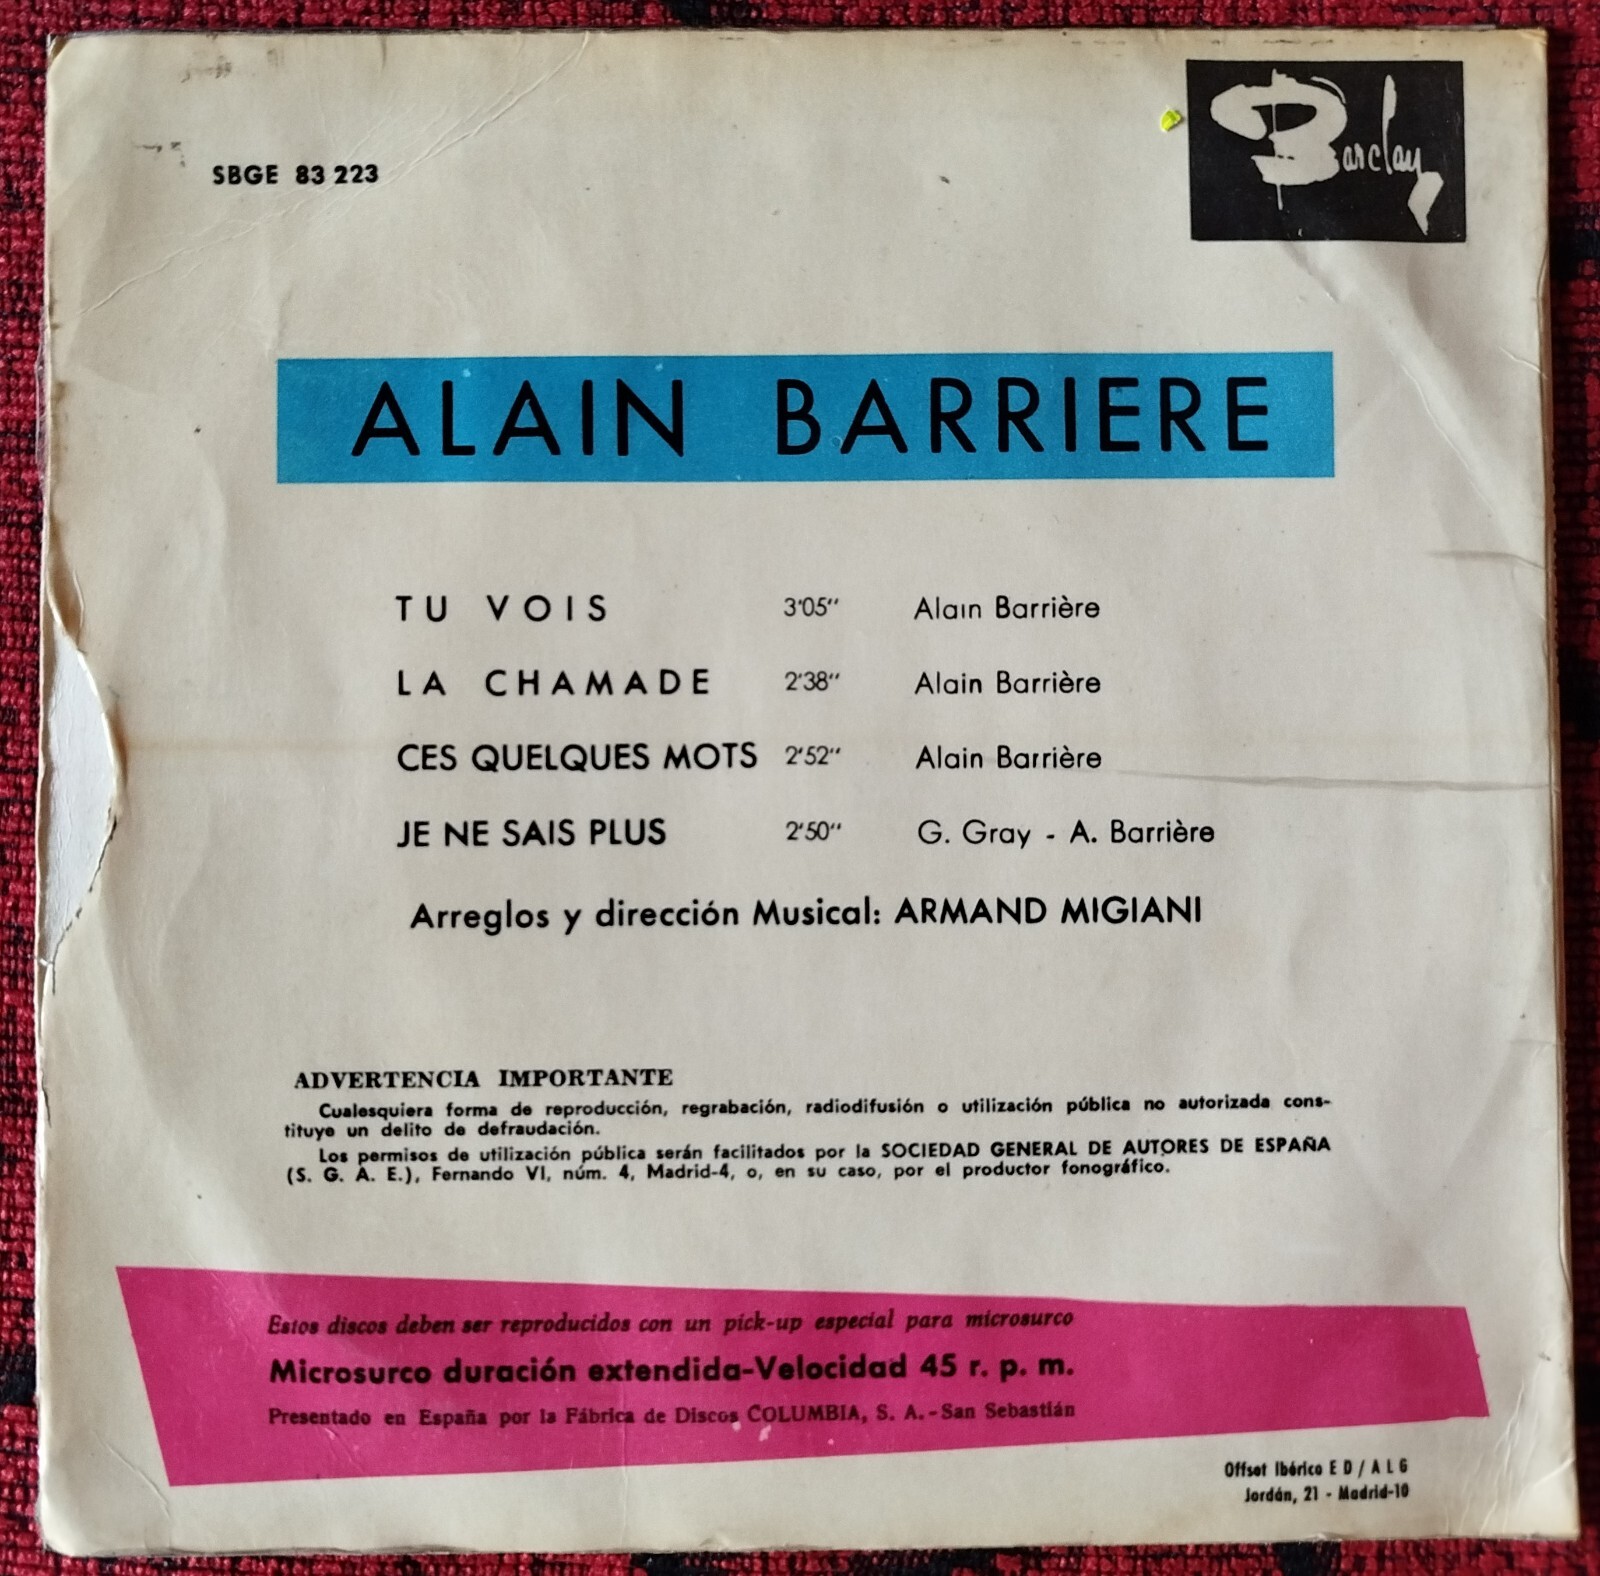 Barclay
SBGE 83 223
ALAIN BARRIERE
TU VOIS 3'05" Alain Barrière
LA CHAMADE 2'38" Alain Barrière
CES QUELQUES MOTS 2'52" Alain Barrière
JE NE SAIS PLUS 2'50" G. Gray - A. Barrière
Arreglos y dirección Musical: ARMAND MIGIANI
ADVERTENCIA IMPORTANTE
Cualesquiera forma de reproducción, regrabación, radiodifusión o utilización pública no autorizada cons-
tituye un delito de defraudación.
Los permisos de utilización pública serán facilitados por la SOCIEDAD GENERAL DE AUTORES DE ESPAÑA
(S. G. A. E.), Fernando VI, núm. 4, Madrid-4, o, en su caso, por el productor fonográfico.
Estos discos deben ser reproducidos con un pick-up especial para microsurco
Microsurco duración extendida-Velocidad 45 r. p. m.
Presentado en España por la Fábrica de Discos COLUMBIA, S. A.-San Sebastián
Offset Ibérico E D / A L G
Jordán, 21 - Madrid-10